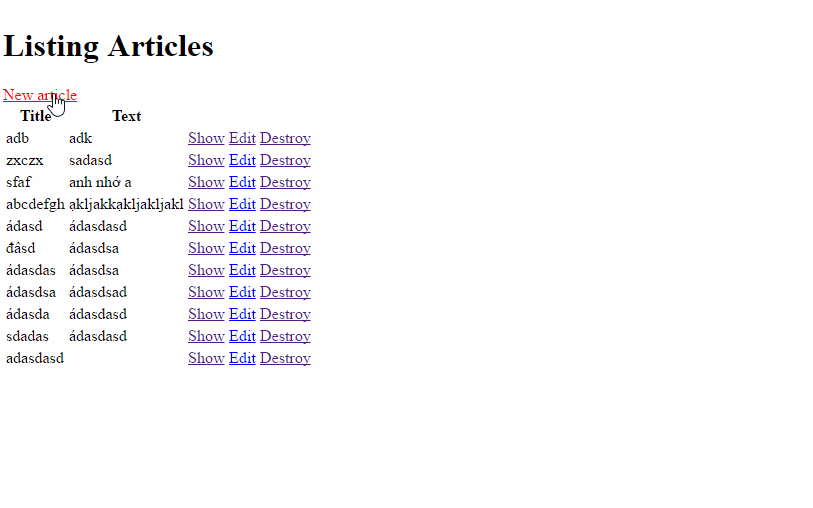 Listing Articles
New article
Title Text
adb adk Show Edit Destroy
zxczx sadasd Show Edit Destroy
sfaf anh nhớ a Show Edit Destroy
abcdefgh ạkljakkạkljakljakl Show Edit Destroy
ádasd ádasdasd Show Edit Destroy
đâsd ádasdsa Show Edit Destroy
ádasdas ádasdsa Show Edit Destroy
ádasdsa ádasdsad Show Edit Destroy
ádasda ádasdasd Show Edit Destroy
sdadas ádasdasd Show Edit Destroy
adasdasd Show Edit Destroy